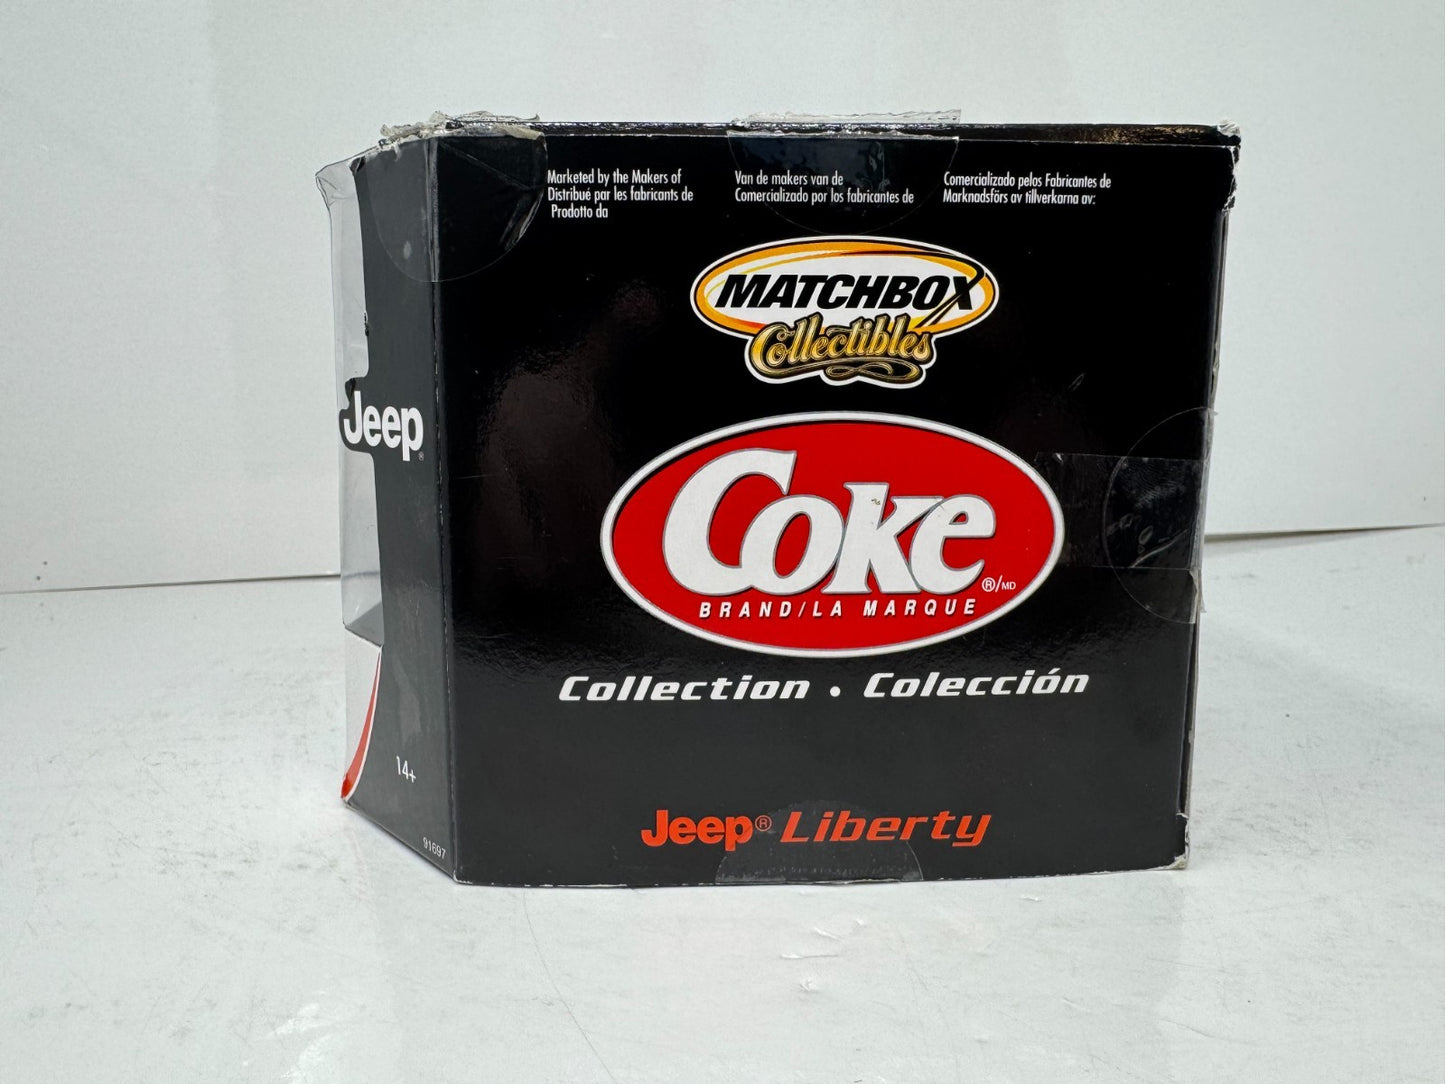 Marketed by the Makers of
Distribué par les fabricants de
Prodotto da
Van de makers van de
Comercializado por los fabricantes de
Comercializado pelos Fabricantes de
Marknadsförs av tillverkarna av:
MATCHBOX
Collectibles
Jeep®
Coke
®/MD
BRAND/LA MARQUE
Collection • Colección
14+
Jeep® Liberty
91697